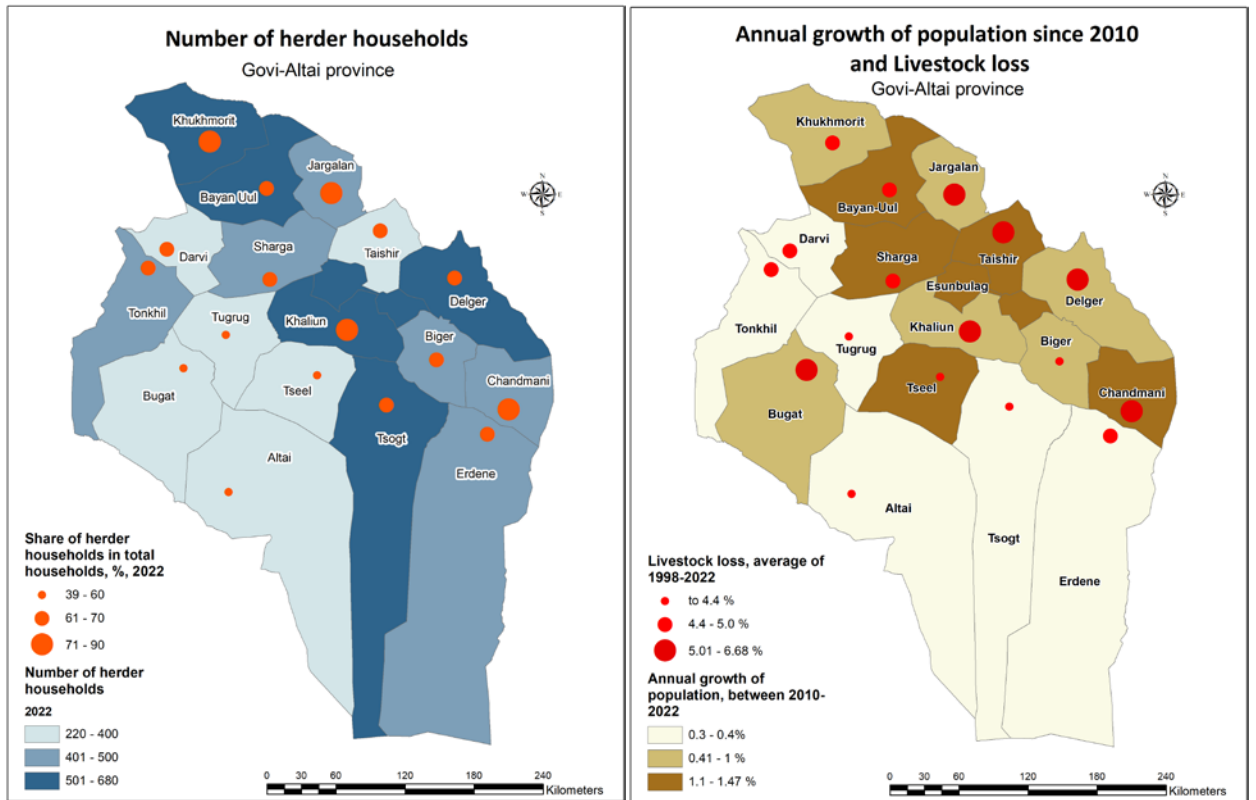 Number of herder households
Govi-Altai province
Khukhmorit
Jargalan
Bayan Uul
N
W E
S
Sharga
Taishir
Darvi
Delger
Tonkhil
Tugrug
Khaliun
Biger
Chandmani
Bugat
Tseel
Tsogt
Altai
Erdene
Share of herder
households in total
households, %, 2022
39 - 60
61 - 70
71 - 90
Number of herder
households
2022
220 - 400
401 - 500
501 - 680
0 30 60 120 180 240
Kilometers
Annual growth of population since 2010
and Livestock loss
Govi-Altai province
Khukhmorit
Jargalan
Bayan-Uul
N
W E
S
Darvi
Sharga
Taishir
Esunbulag
Delger
Tonkhil
Khaliun
Tugrug
Biger
Tseel
Chandmani
Bugat
Altai
Tsogt
Erdene
Livestock loss, average of
1998-2022
to 4.4 %
4.4 - 5.0 %
5.01 - 6.68 %
Annual growth of
population, between 2010-
2022
0.3 - 0.4%
0.41 - 1 %
1.1 - 1.47 %
0 30 60 120 180 240
Kilometers